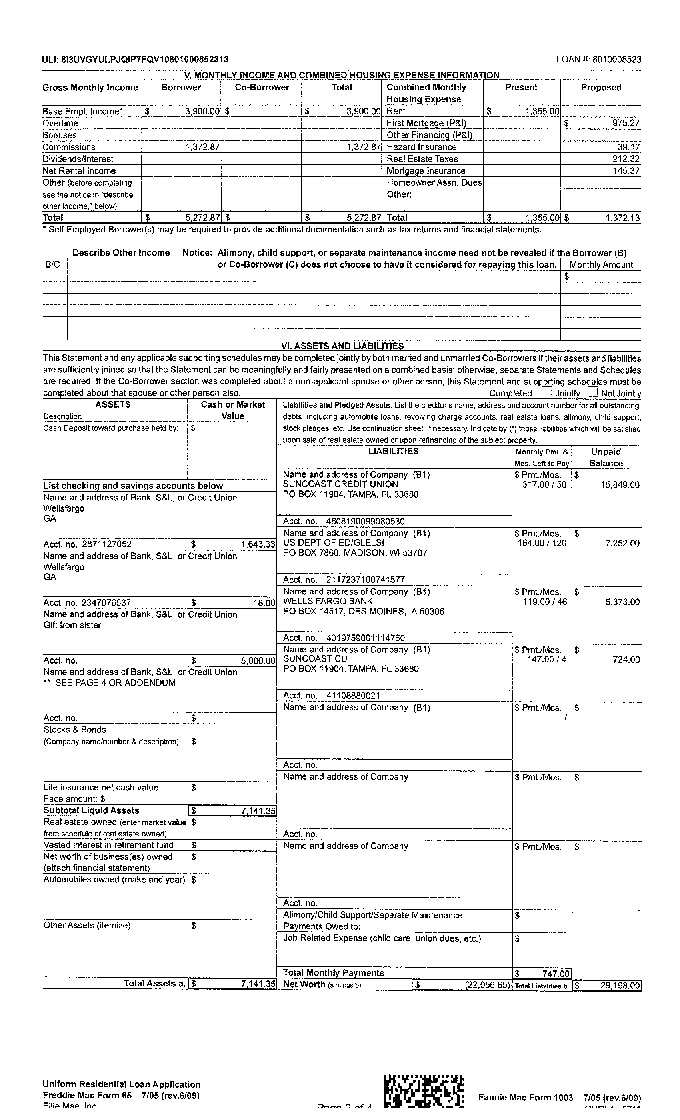 ULI: 8I3UVGYULPJQIP7FQV10801000852313 LOAN #: 8010008523
V. MONTHLY INCOME AND COMBINED HOUSING EXPENSE INFORMATION
Gross Monthly Income Borrower Co-Borrower Total Combined Monthly Housing Expense Present Proposed
Base Empl. Income* $ 3,900.00 $ $ 3,900.00 Rent $ 1,355.00
Overtime First Mortgage (P&I) $ 975.27
Bonuses Other Financing (P&I)
Commissions 1,372.87 1,372.87 Hazard Insurance
Dividends/Interest Real Estate Taxes 212.32
Net Rental Income Mortgage Insurance 145.37
Other (before completing, Homeowner Assn. Dues
see the notice in "describe Other:
other income," below)
Total $ 5,272.87 $ $ 5,272.87 Total $ 1,355.00 $ 1,372.13
* Self Employed Borrower(s) may be required to provide additional documentation such as tax returns and financial statements.
Describe Other Income Notice: Alimony, child support, or separate maintenance income need not be revealed if the Borrower (B)
B/C or Co-Borrower (C) does not choose to have it considered for repaying this loan. Monthly Amount
$
VI. ASSETS AND LIABILITIES
This Statement and any applicable supporting schedules may be completed jointly by both married and unmarried Co-Borrowers if their assets and liabilities
are sufficiently joined so that the Statement can be meaningfully and fairly presented on a combined basis; otherwise, separate Statements and Schedules
are required. If the Co-Borrower section was completed about a non-applicant spouse or other person, this Statement and supporting schedules must be
completed about that spouse or other person also. Completed Jointly Not Jointly
ASSETS Cash or Market Value
Description
Cash Deposit toward purchase held by: $
List checking and savings accounts below
Name and address of Bank, S&L, or Credit Union
Wellsfargo
GA
Acct. no. 2871127052 $ 1,643.35
Name and address of Bank, S&L, or Credit Union
Wellsfargo
GA
Acct. no. 2347076537 $
Name and address of Bank, S&L, or Credit Union
Gift from sister
Acct. no. $ 5,000.00
Name and address of Bank, S&L, or Credit Union
** SEE PAGE 4 OR ADDENDUM
Acct. no. $
Stocks & Bonds
(Company name/number & description) $
Life insurance net cash value $
Face amount: $
Subtotal Liquid Assets $ 7,141.35
Real estate owned (enter market value $
from schedule of real estate owned)
Vested interest in retirement fund $
Net worth of business(es) owned $
(attach financial statement)
Automobiles owned (make and year) $
Other Assets (itemize) $
Total Assets a. $ 7,141.35
Liabilities and Pledged Assets. List the creditor's name, address and account number for all outstanding
debts, including automobile loans, revolving charge accounts, real estate loans, alimony, child support,
stock pledges, etc. Use continuation sheet, if necessary. Indicate by (*) those liabilities which will be satisfied
upon sale of real estate owned or upon refinancing of the subject property.
LIABILITIES Monthly Pmt. & Mos. Left to Pay Unpaid Balance
Name and address of Company (B1) $ Pmt./Mos. $
SUNCOAST CREDIT UNION 317.00 / 50 15,849.00
PO BOX 11904, TAMPA, FL 33680
Acct. no. 4608190099080530
Name and address of Company (B1) $ Pmt./Mos.
US DEPT OF ED/GLELSI 164.00 / 120 7,252.00
PO BOX 7860, MADISON, WI 53707
Acct. no. 2117237100741577
Name and address of Company (B1) $ Pmt./Mos.
WELLS FARGO BANK 119.00 / 46 5,373.00
PO BOX 14517, DES MOINES, IA 50306
Acct. no. 4019759001114750
Name and address of Company (B1) $ Pmt./Mos. $
SUNCOAST CU 147.00 / 4 724.00
PO BOX 11904, TAMPA, FL 33680
Acct. no. 41108880021
Name and address of Company (B1) $ Pmt./Mos. $
/
Acct. no.
Name and address of Company $ Pmt./Mos. $
Acct. no.
Name and address of Company $ Pmt./Mos. $
Acct. no.
Alimony/Child Support/Separate Maintenance $
Payments Owed to:
Job Related Expense (child care, union dues, etc.) $
Total Monthly Payments $ 747.00
Net Worth (a minus b) $ (22,056.65) Total Liabilities b. $ 29,198.00
Uniform Residential Loan Application
Freddie Mac Form 65 7/05 (rev.6/09) Fannie Mae Form 1003 7/05 (rev.6/09)
Ellie Mae, Inc. Page 2 of 4